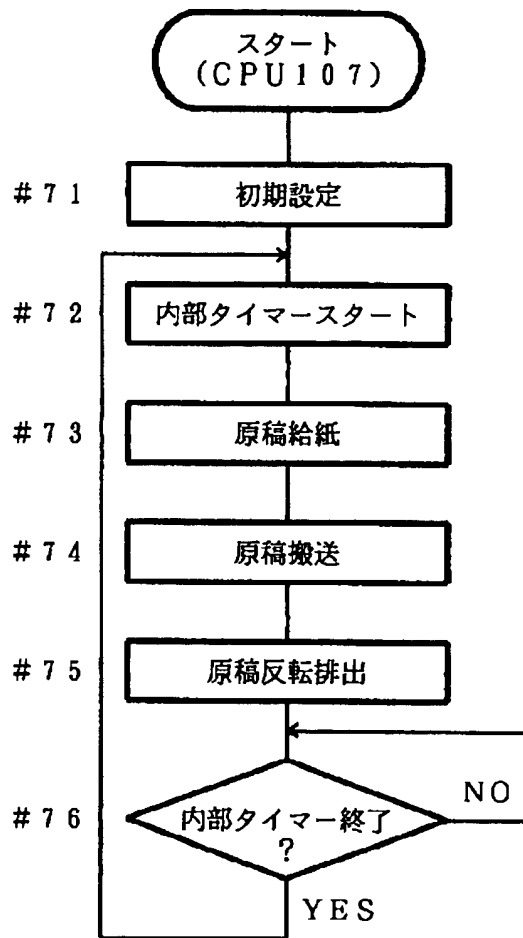 スタート
(CPU107)
#71
初期設定
#72
内部タイマースタート
#73
原稿給紙
#74
原稿搬送
#75
原稿反転排出
#76
内部タイマー終了
?
NO
YES